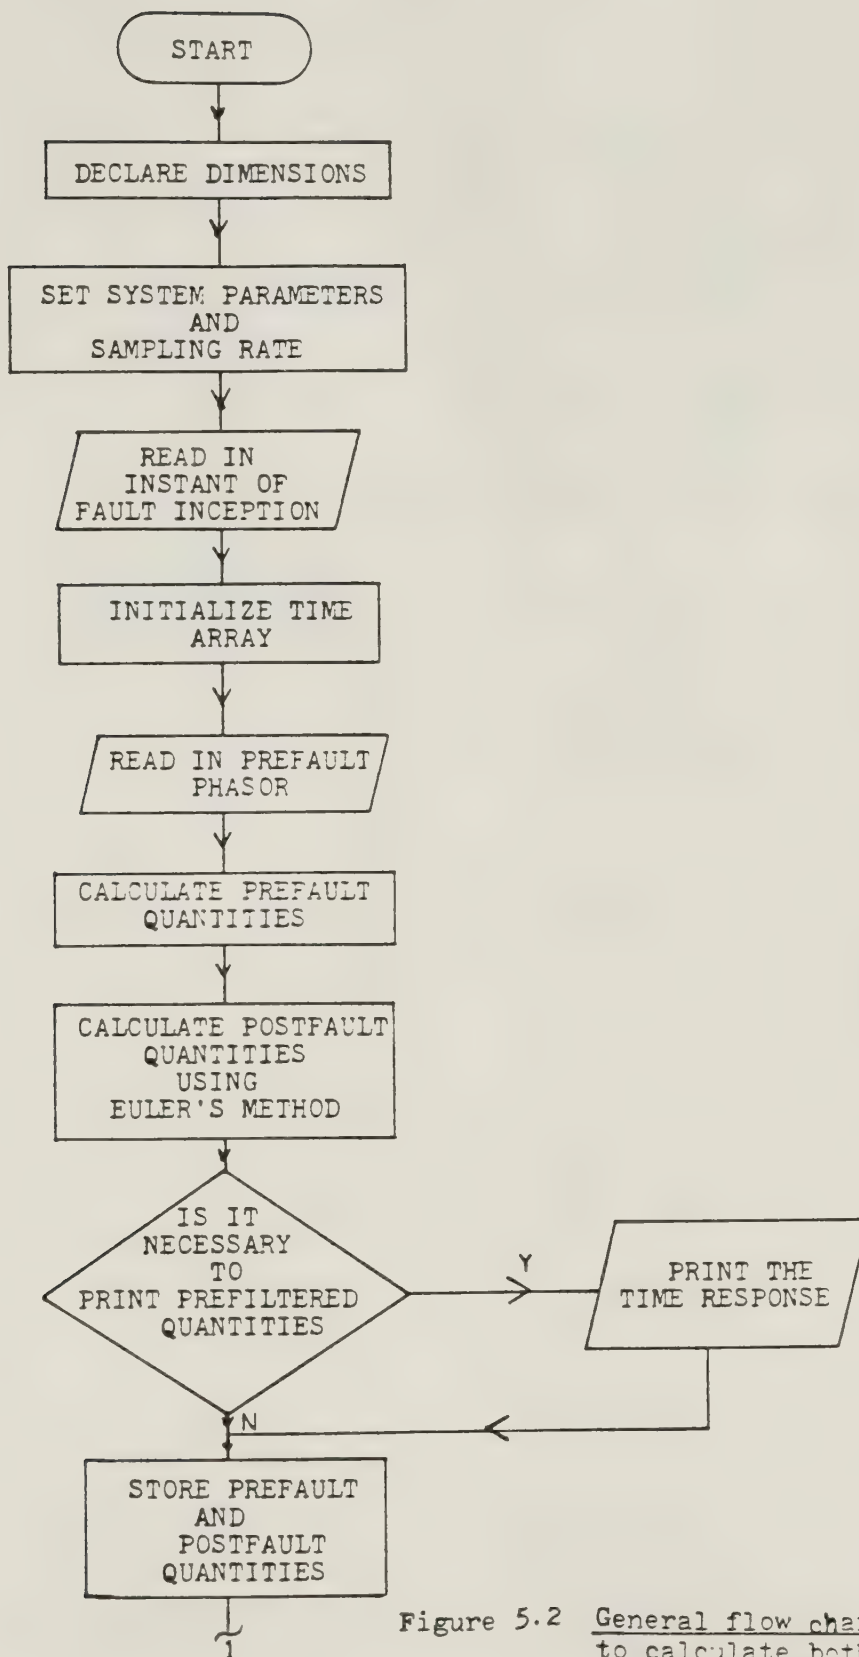 START
DECLARE DIMENSIONS
SET SYSTEM PARAMETERS
AND
SAMPLING RATE
READ IN
INSTANT OF
FAULT INCEPTION
INITIALIZE TIME
ARRAY
READ IN PREFAULT
PHASOR
CALCULATE PREFAULT
QUANTITIES
CALCULATE POSTFAULT
QUANTITIES
USING
EULER'S METHOD
IS IT
NECESSARY
TO
PRINT PREFILTERED
QUANTITIES
Y
PRINT THE
TIME RESPONSE
N
STORE PREFAULT
AND
POSTFAULT
QUANTITIES
1
Figure 5.2 General flow
to calculate